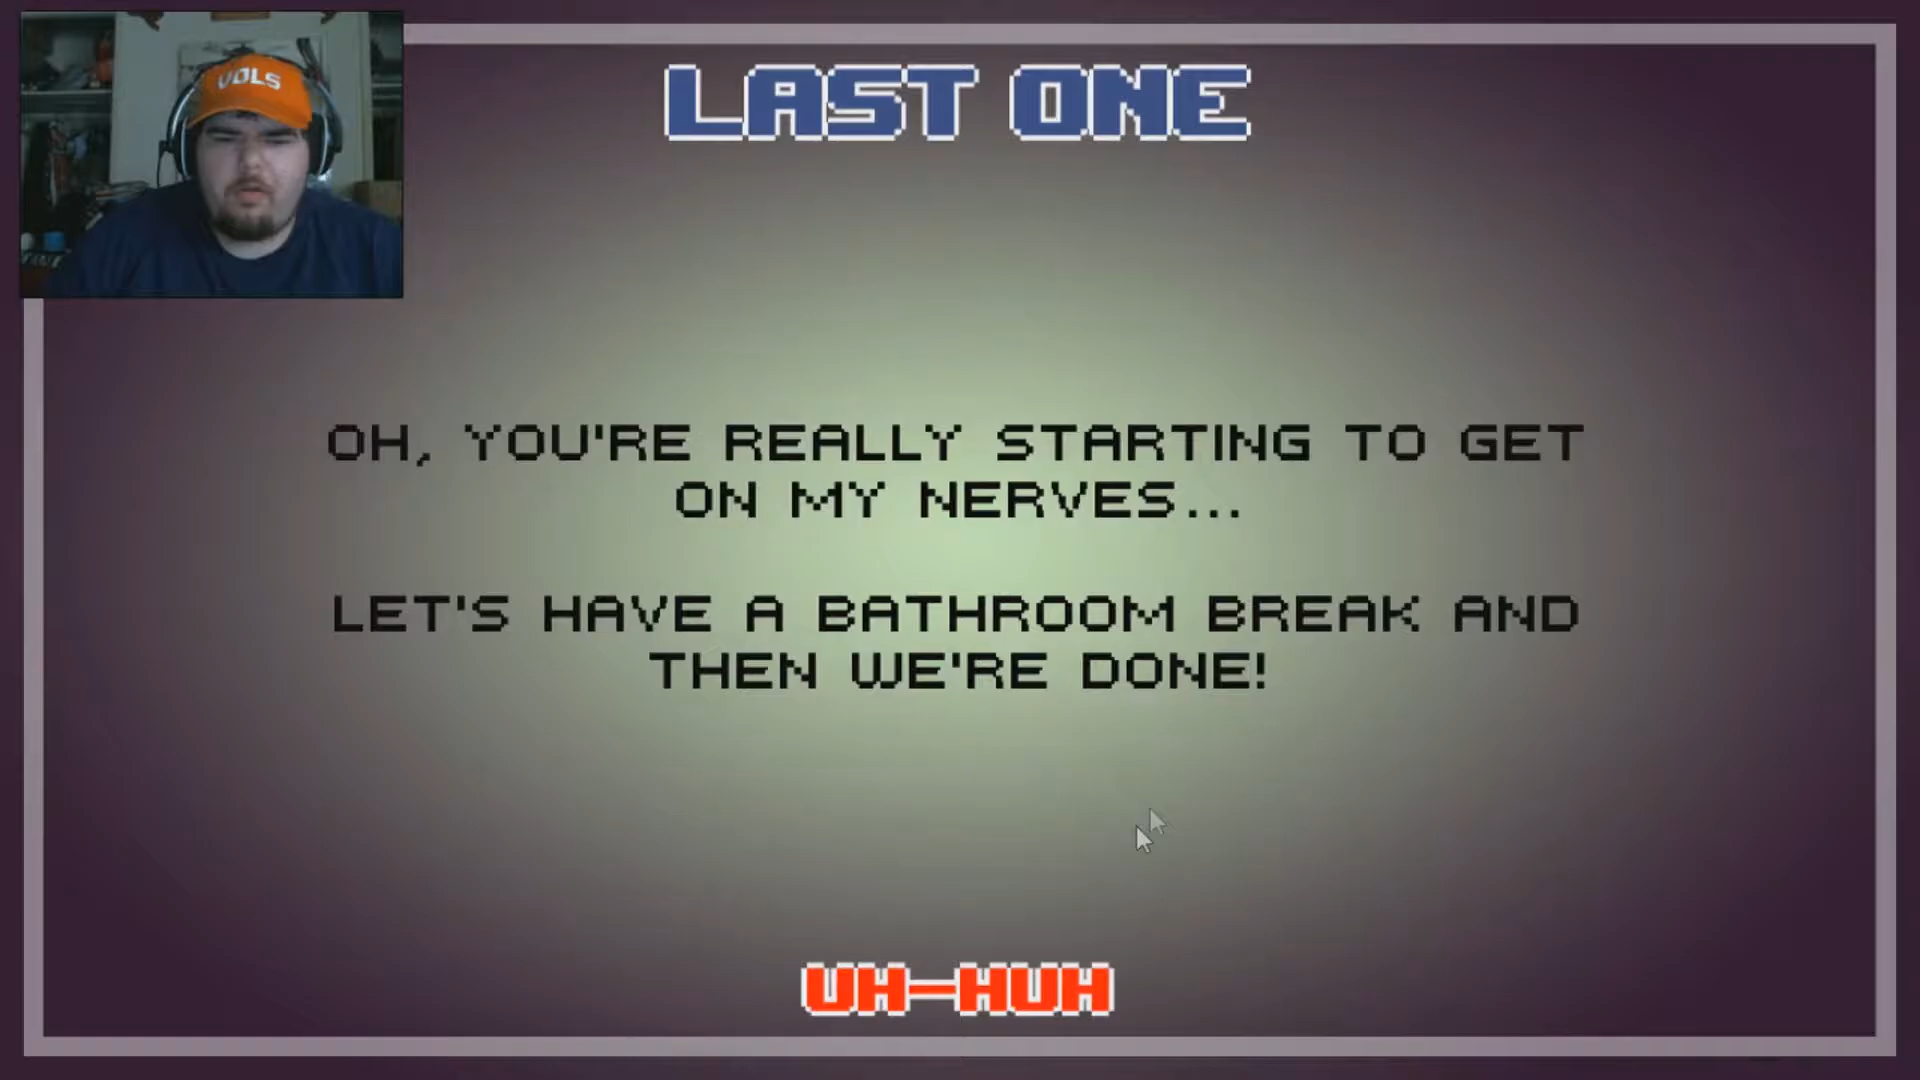 VOLS
LAST ONE
OH, YOU'RE REALLY STARTING TO GET
ON MY NERVES...
LET'S HAVE A BATHROOM BREAK AND
THEN WE'RE DONE!
UH-HUH